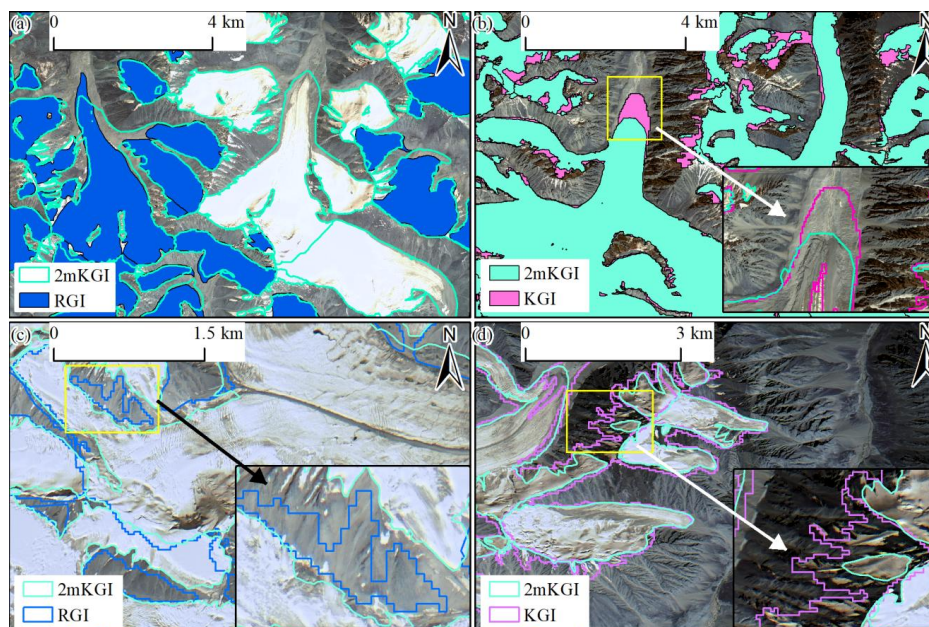 (a)
0 4 km
N
2mKGI
RGI
(b)
0 4 km
N
2mKGI
KGI
(c)
0 1.5 km
N
2mKGI
RGI
(d)
0 3 km
N
2mKGI
KGI